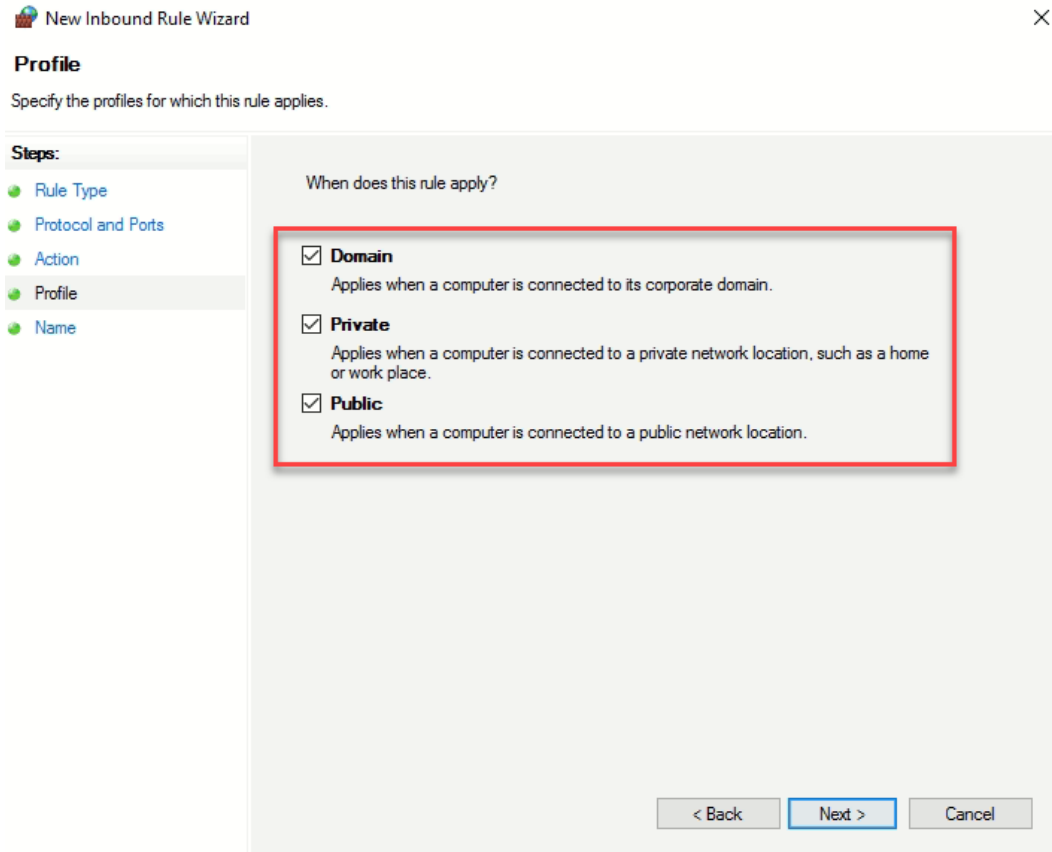 New Inbound Rule Wizard
Profile
Specify the profiles for which this rule applies.
Steps:
Rule Type
Protocol and Ports
Action
Profile
Name
When does this rule apply?
Domain
Applies when a computer is connected to its corporate domain.
Private
Applies when a computer is connected to a private network location, such as a home
or work place.
Public
Applies when a computer is connected to a public network location.
< Back
Next >
Cancel